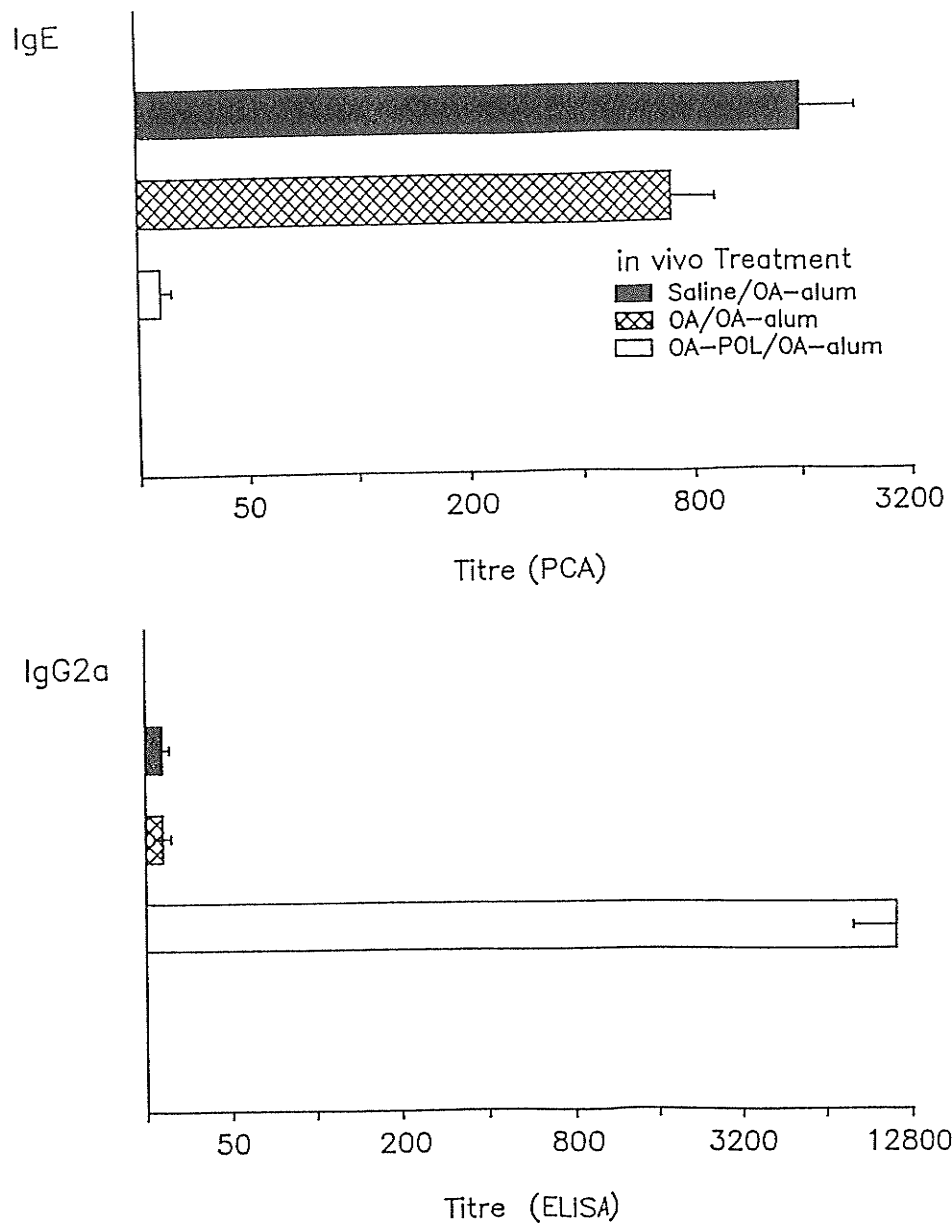 IgE
in vivo Treatment
Saline/OA-alum
OA/OA-alum
OA-POL/OA-alum
50 200 800 3200
Titre (PCA)
IgG2a
50 200 800 3200 12800
Titre (ELISA)